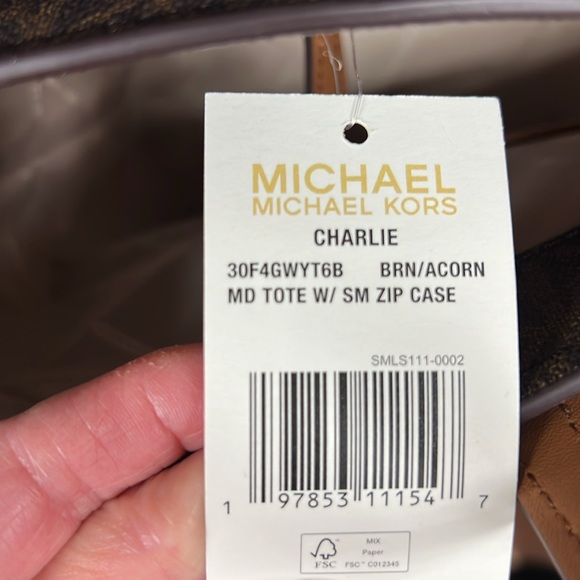 MICHAEL
MICHAEL KORS
CHARLIE
30F4GWYT6B BRN/ACORN
MD TOTE W/ SM ZIP CASE
SMLS111-0002
1 97853 11154 7
FSC
MIX
Paper
FSC™ C012345